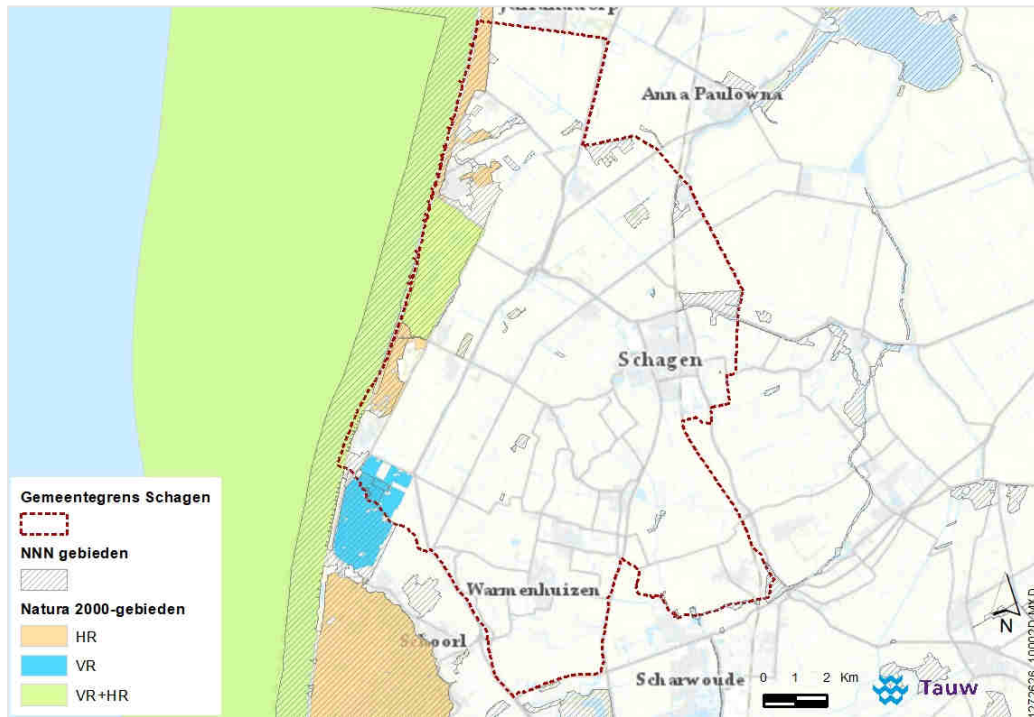 Julianadorp
Anna Paulowna
Schagen
Warmenhuizen
Schoorl
Scharwoude
Gemeentegrens Schagen
NNN gebieden
Natura 2000-gebieden
HR
VR
VR+HR
N
0 1 2 Km
Tauw